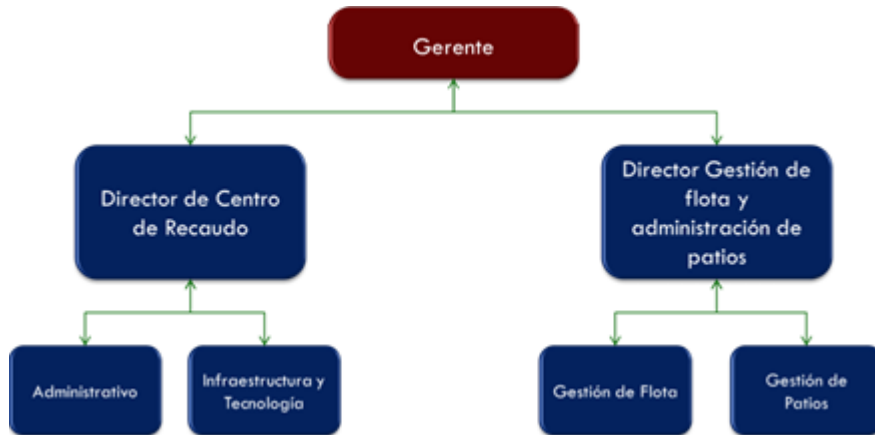 Gerente
Director de Centro
de Recaudo
Director Gestión de
flota y
administración de
patios
Administrativo
Infraestructura y
Tecnología
Gestión de Flota
Gestión de
Patios